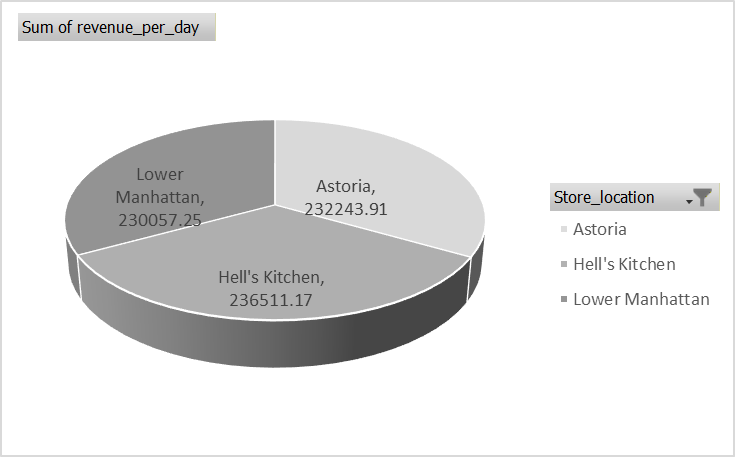 Sum of revenue_per_day
Lower
Manhattan,
230057.25
Astoria,
232243.91
Hell's Kitchen,
236511.17
Store_location
Astoria
Hell's Kitchen
Lower Manhattan